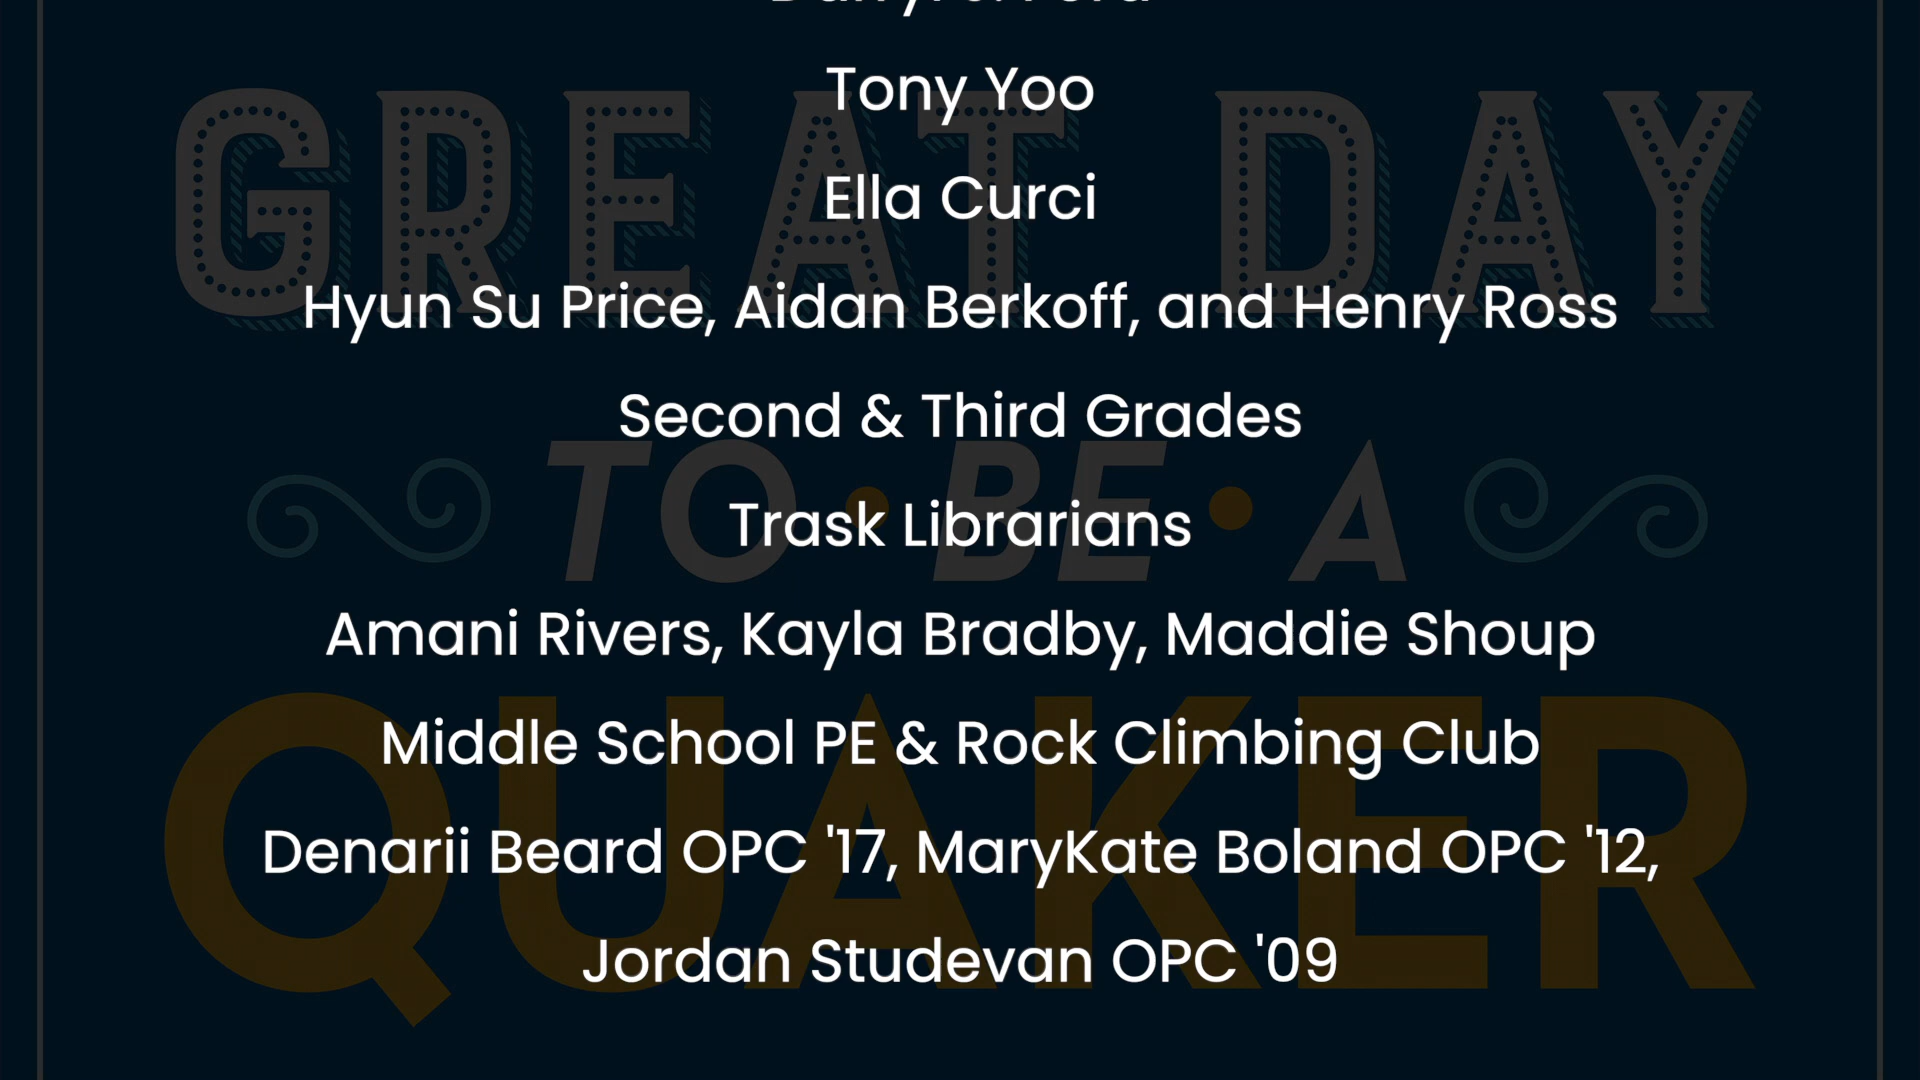 Tony Yoo
Ella Curci
Hyun Su Price, Aidan Berkoff, and Henry Ross
Second & Third Grades
Trask Librarians
Amani Rivers, Kayla Bradby, Maddie Shoup
Middle School PE & Rock Climbing Club
Denarii Beard OPC '17, MaryKate Boland OPC '12,
Jordan Studevan OPC '09
GREAT DAY
TO • BE • A
QUAKER